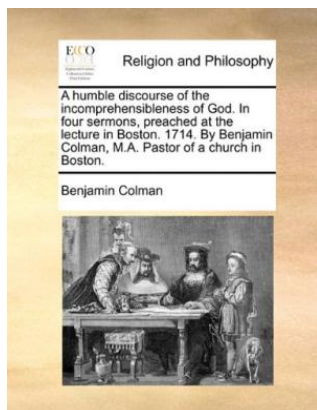 ECCO
Religion and Philosophy
A humble discourse of the
incomprehensibleness of God. In
four sermons, preached at the
lecture in Boston. 1714. By Benjamin
Colman, M.A. Pastor of a church in
Boston.
Benjamin Colman